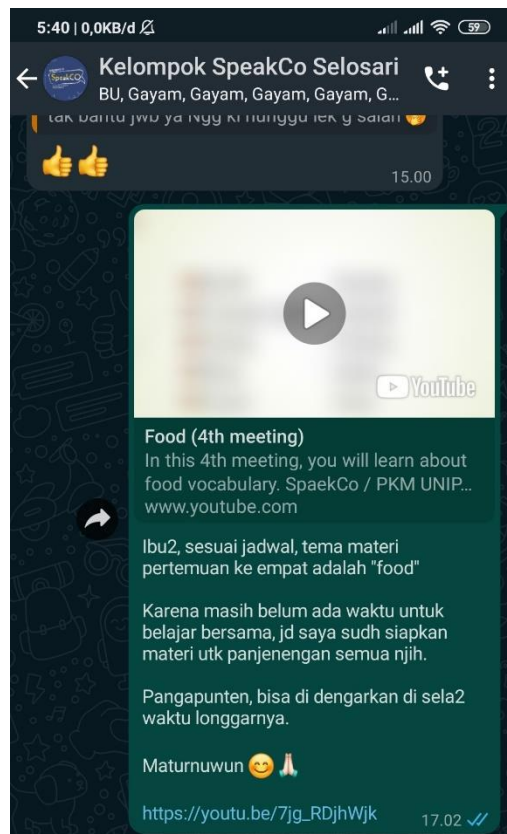 5:40 | 0,0KB/d
59
SpeakCO
Kelompok SpeakCo Selosari
BU, Gayam, Gayam, Gayam, Gayam, G...
tak bantu jwb ya Ngg ki nunggu lek g salah
15.00
YouTube
Food (4th meeting)
In this 4th meeting, you will learn about
food vocabulary. SpaekCo / PKM UNIP...
www.youtube.com
Ibu2, sesuai jadwal, tema materi
pertemuan ke empat adalah "food"
Karena masih belum ada waktu untuk
belajar bersama, jd saya sudh siapkan
materi utk panjenengan semua njih.
Pangapunten, bisa di dengarkan di sela2
waktu longgarnya.
Maturnuwun 😊 🙏🏻
https://youtu.be/7jg_RDjhWjk
17.02